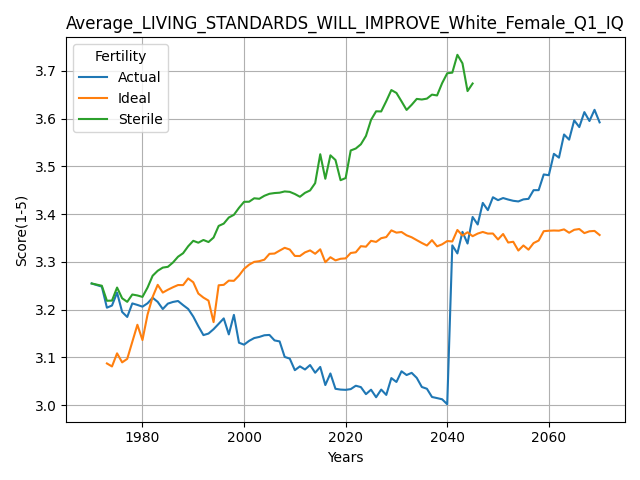 Average_LIVING_STANDARDS_WILL_IMPROVE_White_Female_Q1_IQ
Fertility
Actual
Ideal
Sterile
3.7
3.6
3.5
3.4
3.3
3.2
3.1
3.0
Score(1-5)
1980
2000
2020
2040
2060
Years